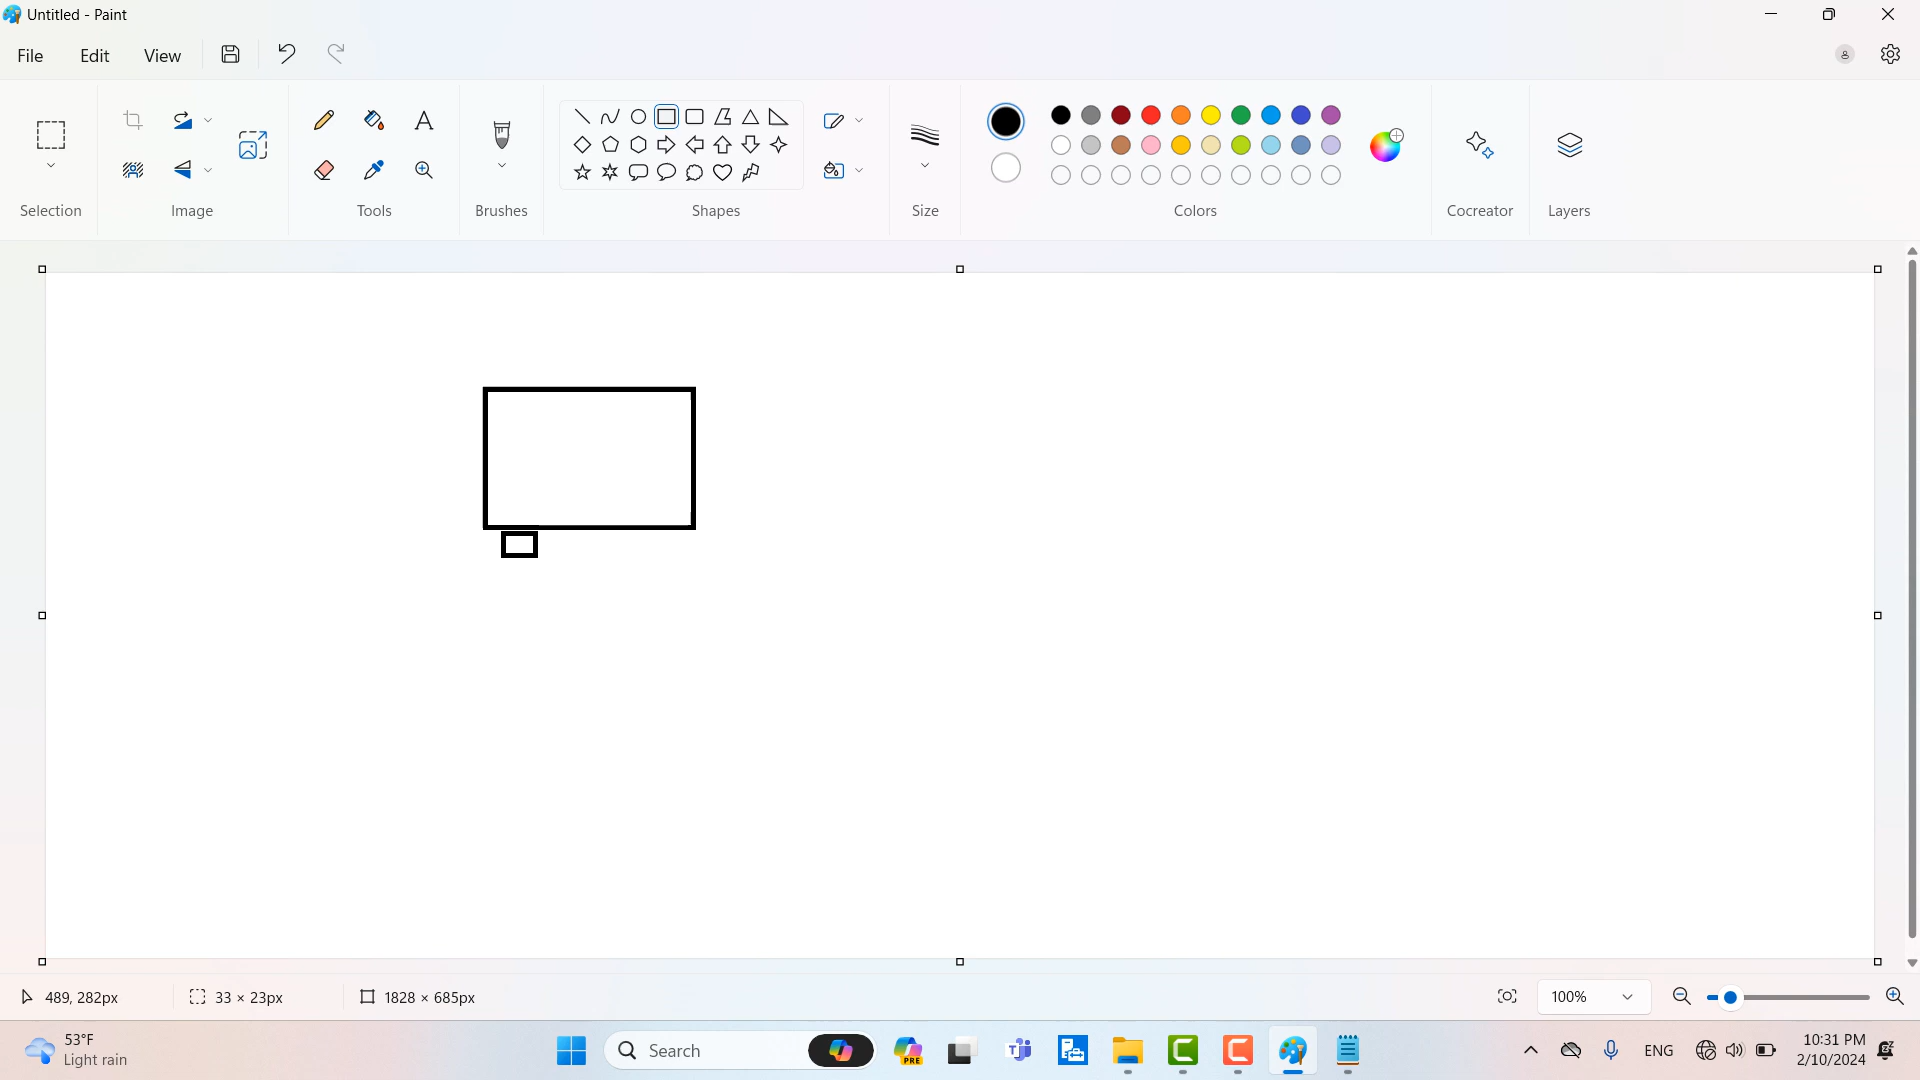 Untitled - Paint
File Edit View
Selection Image Tools Brushes Shapes Size Colors Cocreator Layers
489, 282px 33 × 23px 1828 × 685px 100%
53°F
Light rain
Search
PRE
ENG
10:31 PM
2/10/2024